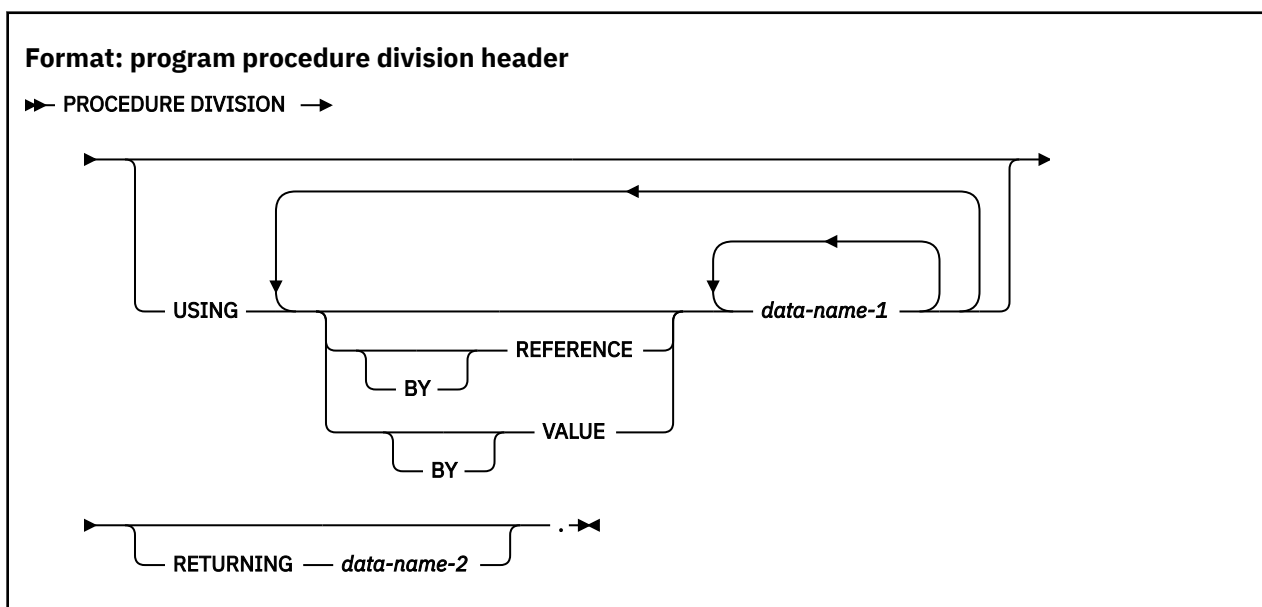 Format: program procedure division header
PROCEDURE DIVISION
USING data-name-1
REFERENCE
BY
VALUE
BY
.
RETURNING data-name-2